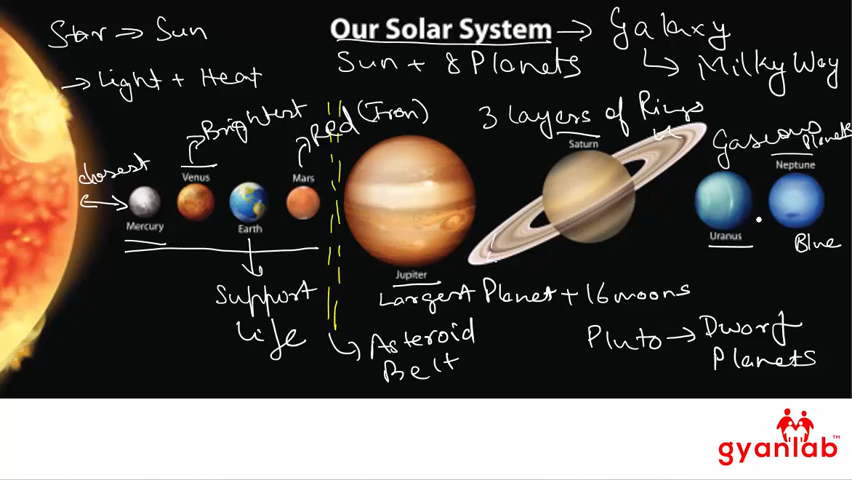 Star → Sun
→ Light + Heat
Our Solar System → Galaxy
→ Milky Way
Sun + 8 Planets
closest
Mercury
Brightest
Venus
Earth
Support
Life
Red (Iron)
Mars
Asteroid
Belt
Jupiter
Largest Planet + 16 moons
3 layers of Rings
Saturn
Gaseous Planets
Uranus
Neptune
Blue
Pluto → Dworf
Planets
gyanlab™